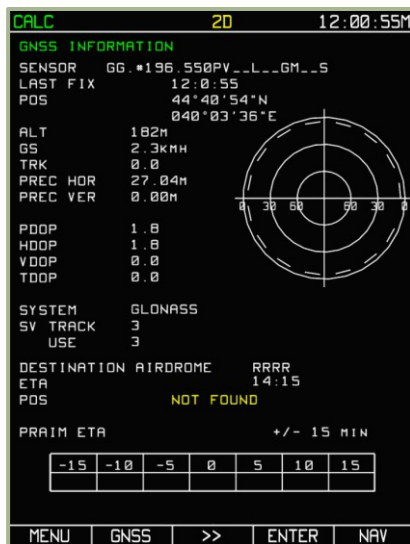 CALC 2D 12:00:55M
GNSS INFORMATION
SENSOR GG.#196.550PV__L__GM__S
LAST FIX 12:0:55
POS 44°40'54"N
040°03'36"E
ALT 182M
GS 2.3KMH
TRK 0.0
PREC HOR 27.04M
PREC VER 0.00M
0 30 60 60 30 0
PDOP 1.8
HDOP 1.8
VDOP 0.0
TDOP 0.0
SYSTEM GLONASS
SV TRACK 3
USE 3
DESTINATION AIRDROME RRRR
ETA 14:15
POS NOT FOUND
PRAIM ETA +/- 15 MIN
-15 -10 -5 0 5 10 15
MENU GNSS >> ENTER NAV